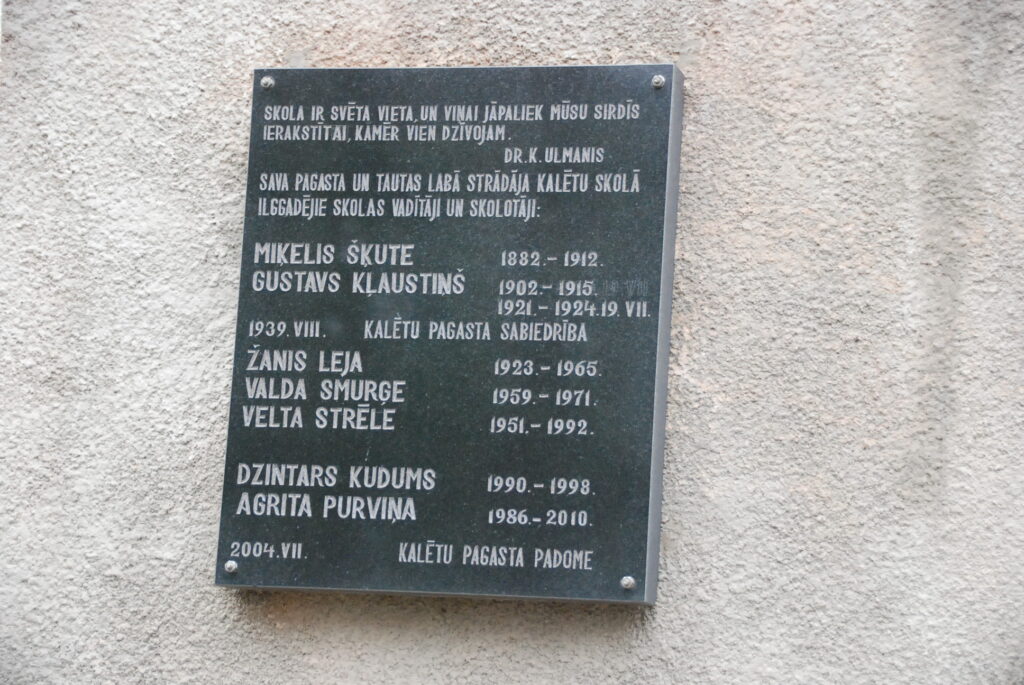 SKOLA IR SVĒTA VIETA, UN VIŅAI JĀPALIEK MŪSU SIRDĪS
IERAKSTĪTAI, KAMĒR VIEN DZĪVOJAM.
DR.K.ULMANIS
SAVA PAGASTA UN TAUTAS LABĀ STRĀDĀJA KALĒTU SKOLĀ
ILGGADĒJIE SKOLAS VADĪTĀJI UN SKOLOTĀJI:
MIĶELIS ŠĶUTE 1882.- 1912.
GUSTAVS KĻAUSTIŅŠ 1902.- 1915.
1921.- 1924.19. VII.
1939.VIII. KALĒTU PAGASTA SABIEDRĪBA
ŽANIS LEJA 1923.- 1965.
VALDA SMURĢE 1959.- 1971.
VELTA STRĒLE 1951.- 1992.
DZINTARS KUDUMS 1990.- 1998.
AGRITA PURVIŅA 1986.- 2010.
2004.VII. KALĒTU PAGASTA PADOME